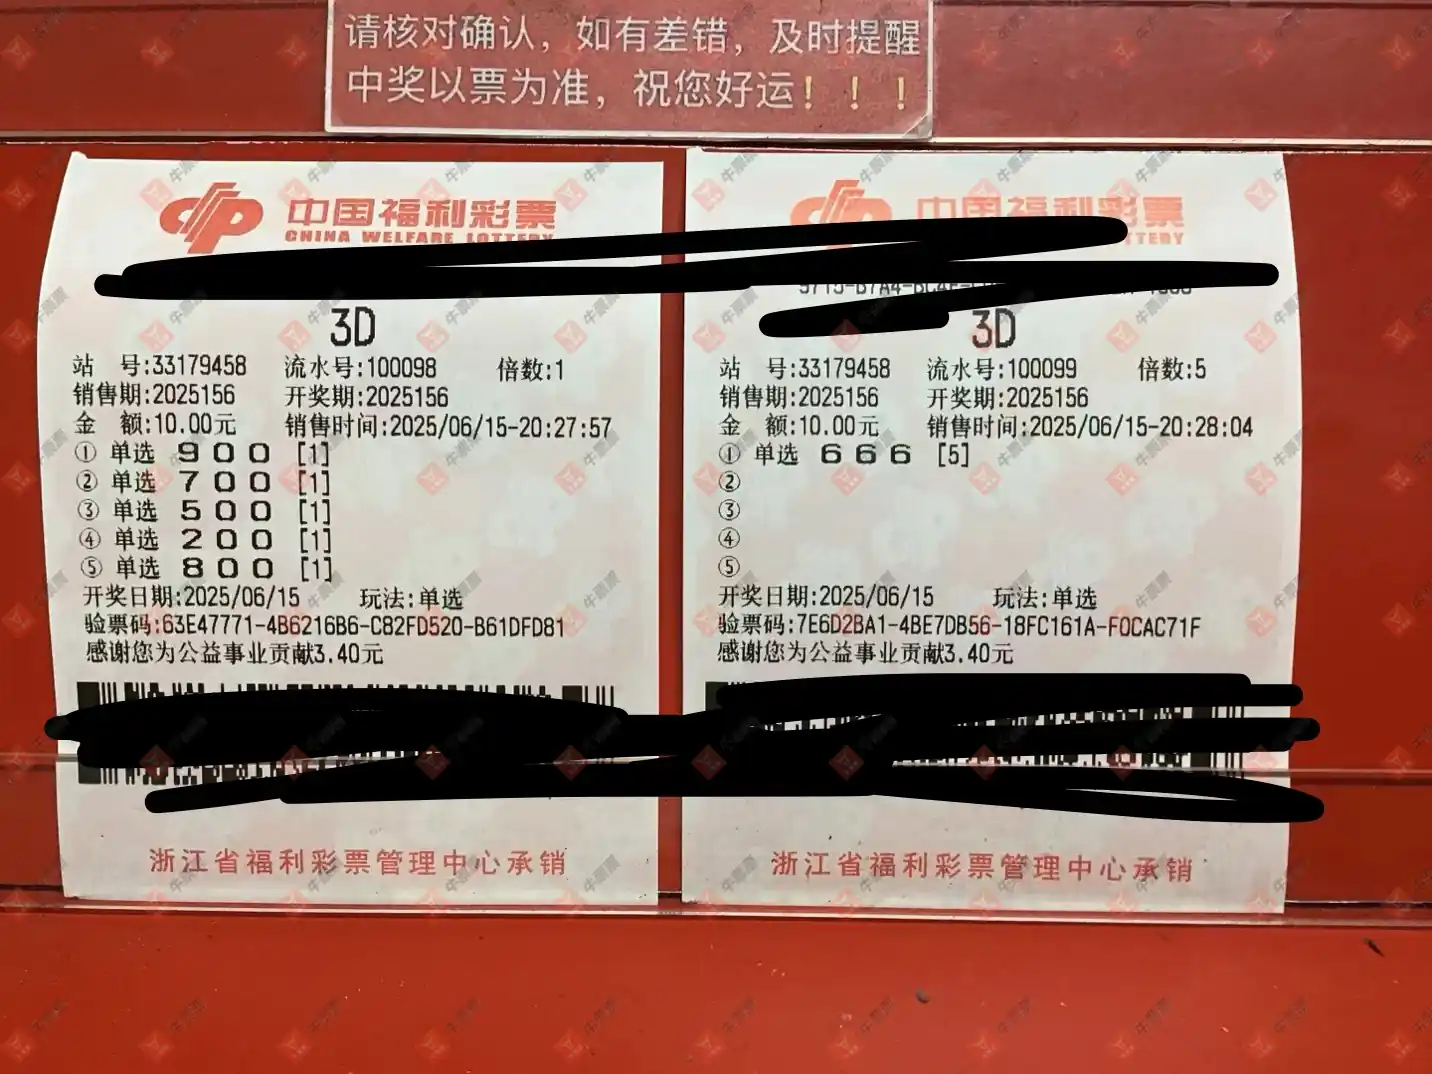 请核对确认，如有差错，及时提醒
中奖以票为准，祝您好运！！！
中国福利彩票
CHINA WELFARE LOTTERY
3D
站 号:33179458 流水号:100098 倍数:1
销售期:2025156 开奖期:2025156
金 额:10.00元 销售时间:2025/06/15-20:27:57
① 单选 9 0 0 [1]
② 单选 7 0 0 [1]
③ 单选 5 0 0 [1]
④ 单选 2 0 0 [1]
⑤ 单选 8 0 0 [1]
开奖日期:2025/06/15 玩法:单选
验票码:63E47771-4B6216B6-C82FD520-B61DFD81
感谢您为公益事业贡献3.40元
浙江省福利彩票管理中心承销
中国福利彩票
3D
站 号:33179458 流水号:100099 倍数:5
销售期:2025156 开奖期:2025156
金 额:10.00元 销售时间:2025/06/15-20:28:04
① 单选 6 6 6 [5]
②
③
④
⑤
开奖日期:2025/06/15 玩法:单选
验票码:7E6D2BA1-4BE7DB56-18FC161A-F0CAC71F
感谢您为公益事业贡献3.40元
浙江省福利彩票管理中心承销